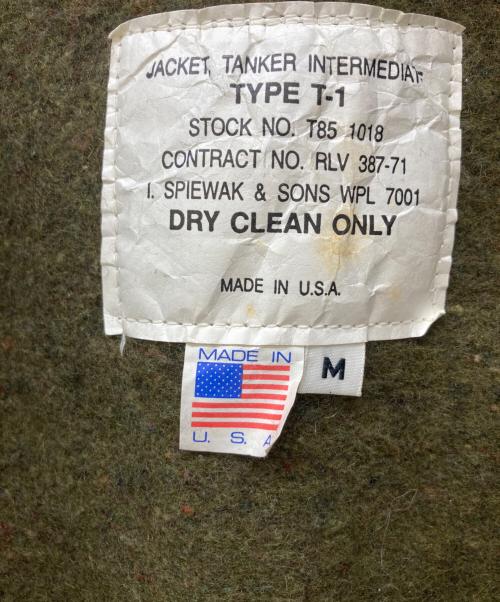 JACKET, TANKER INTERMEDIATE
TYPE T-1
STOCK NO. T85 1018
CONTRACT NO. RLV 387-71
I. SPIEWAK & SONS WPL 7001
DRY CLEAN ONLY
MADE IN U.S.A.
MADE IN
U. S. A
M